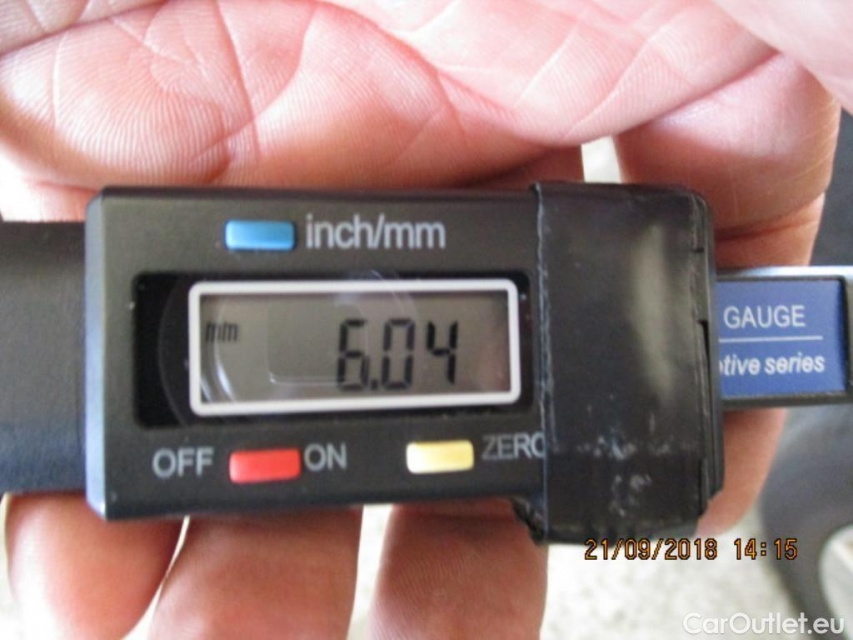 inch/mm
mm
6.04
OFF ON ZERO
GAUGE
tive series
21/09/2018 14:15
CarOutlet.eu